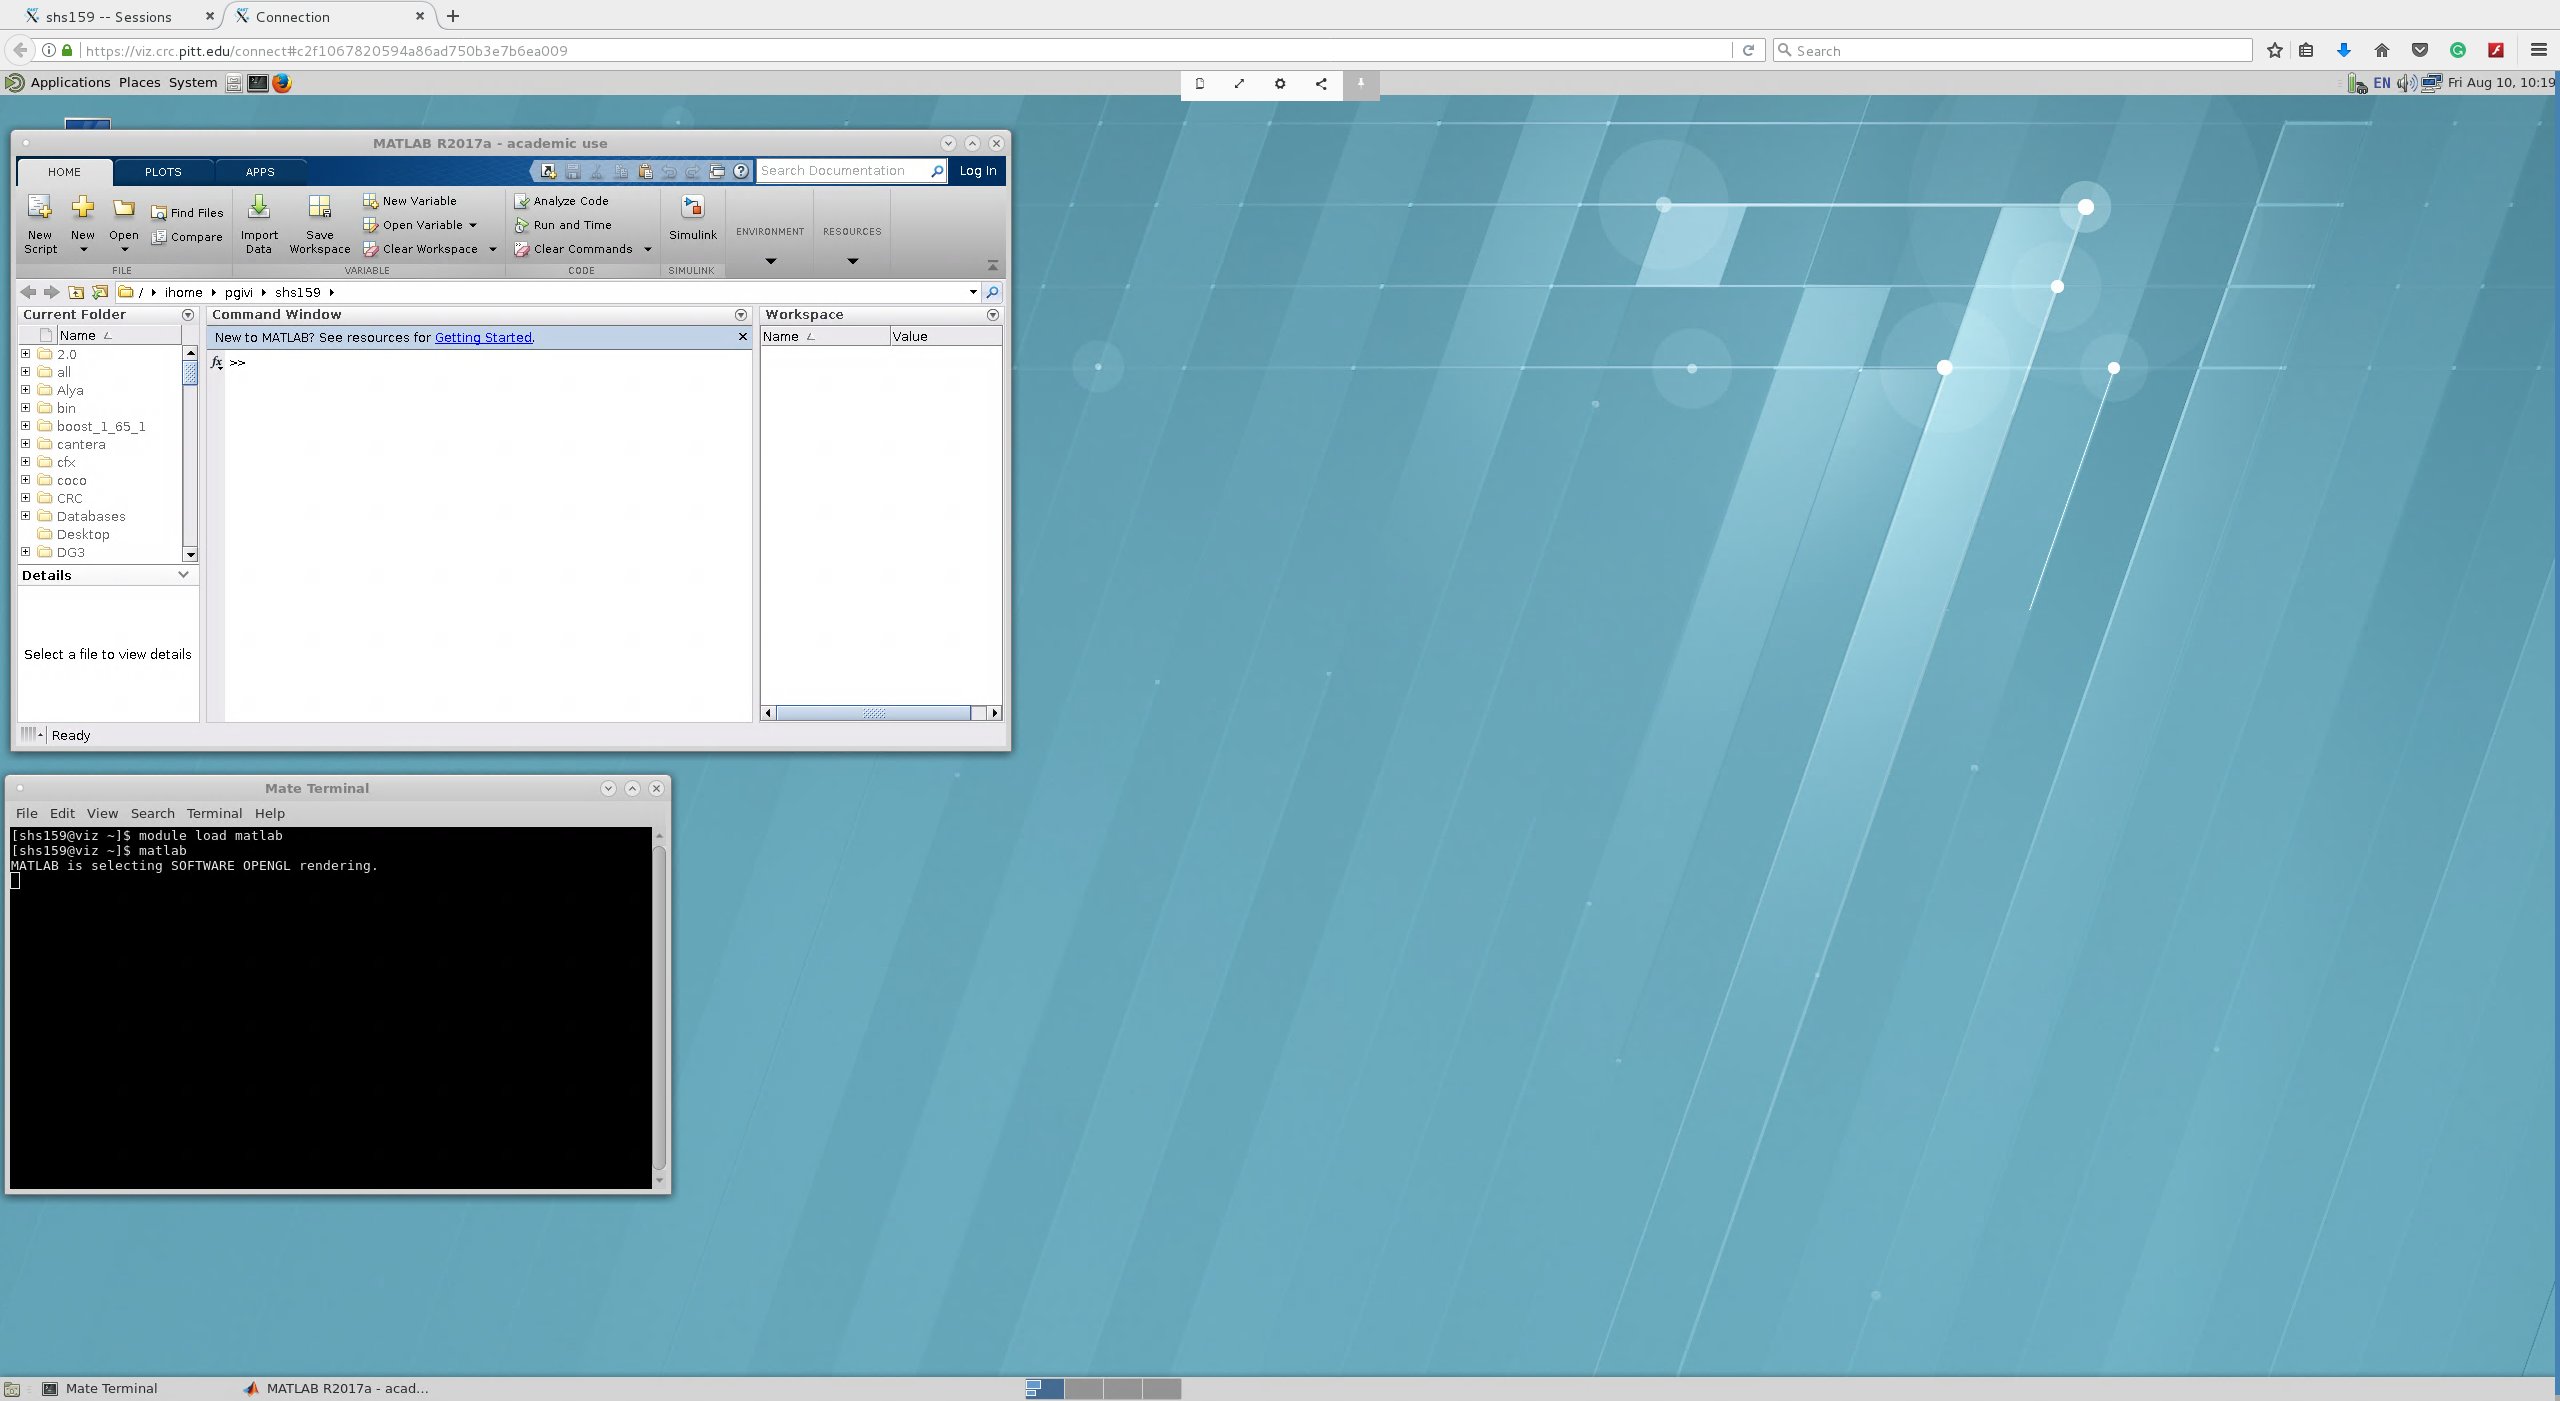 shs159 -- Sessions
Connection
https://viz.crc.pitt.edu/connect#c2f1067820594a86ad750b3e7b6ea009
Search
Applications Places System
EN
Fri Aug 10, 10:19
MATLAB R2017a - academic use
HOME PLOTS APPS
Search Documentation
Log In
New Script
New
Open
Find Files
Compare
Import Data
Save Workspace
New Variable
Open Variable
Clear Workspace
Analyze Code
Run and Time
Clear Commands
Simulink
ENVIRONMENT
RESOURCES
FILE VARIABLE CODE SIMULINK
/ ihome pgivi shs159
Current Folder
Name
2.0
all
Alya
bin
boost_1_65_1
cantera
cfx
coco
CRC
Databases
Desktop
DG3
Details
Select a file to view details
Command Window
New to MATLAB? See resources for Getting Started.
fx >>
Workspace
Name Value
Ready
Mate Terminal
File Edit View Search Terminal Help
[shs159@viz ~]$ module load matlab
[shs159@viz ~]$ matlab
MATLAB is selecting SOFTWARE OPENGL rendering.
Mate Terminal
MATLAB R2017a - acad...